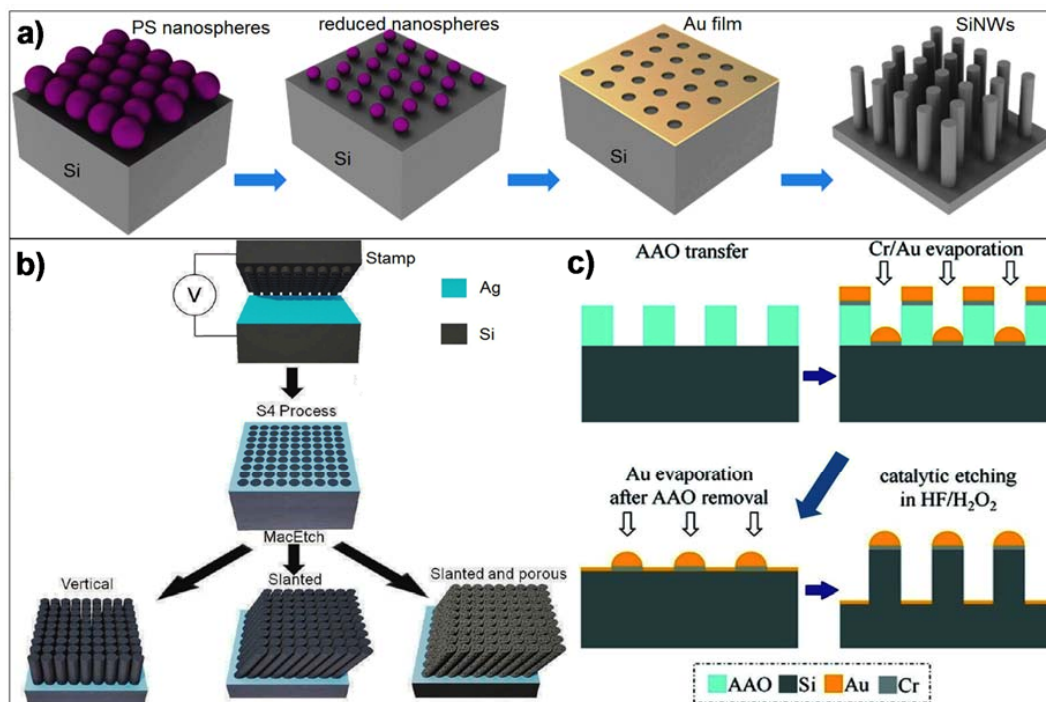 a)
PS nanospheres
reduced nanospheres
Au film
SiNWs
Si
Si
Si
b)
Stamp
V
Ag
Si
S4 Process
MacEtch
Vertical
Slanted
Slanted and porous
c)
AAO transfer
Cr/Au evaporation
Au evaporation
after AAO removal
catalytic etching
in HF/H₂O₂
AAO Si Au Cr